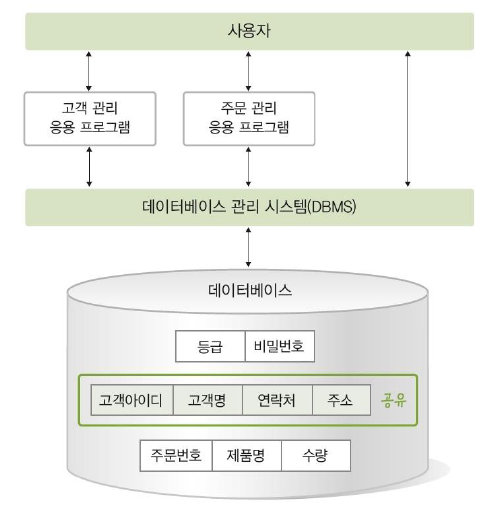 사용자
고객 관리
응용 프로그램
주문 관리
응용 프로그램
데이터베이스 관리 시스템(DBMS)
데이터베이스
등급 비밀번호
고객아이디 고객명 연락처 주소 공유
주문번호 제품명 수량